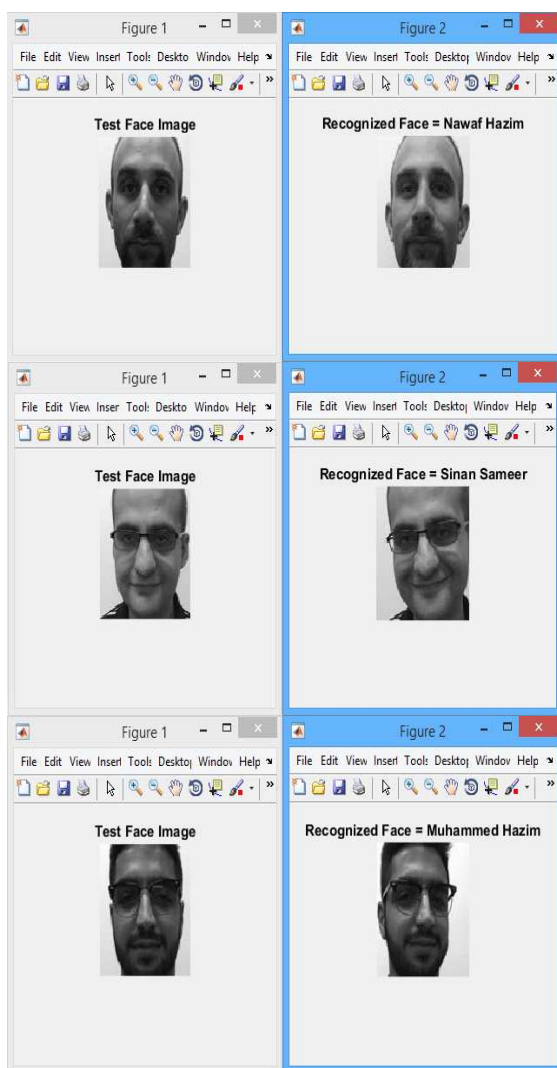 Figure 1
File Edit View Insert Tools Deskto Window Help
Test Face Image
Figure 2
File Edit View Insert Tools Desktop Window Help
Recognized Face = Nawaf Hazim
Figure 1
File Edit View Inser Tools Deskto Window Help
Test Face Image
Figure 2
File Edit View Insert Tools Desktop Window Help
Recognized Face = Sinan Sameer
Figure 1
File Edit View Insert Tools Desktop Window Help
Test Face Image
Figure 2
File Edit View Insert Tools Desktop Window Help
Recognized Face = Muhammed Hazim